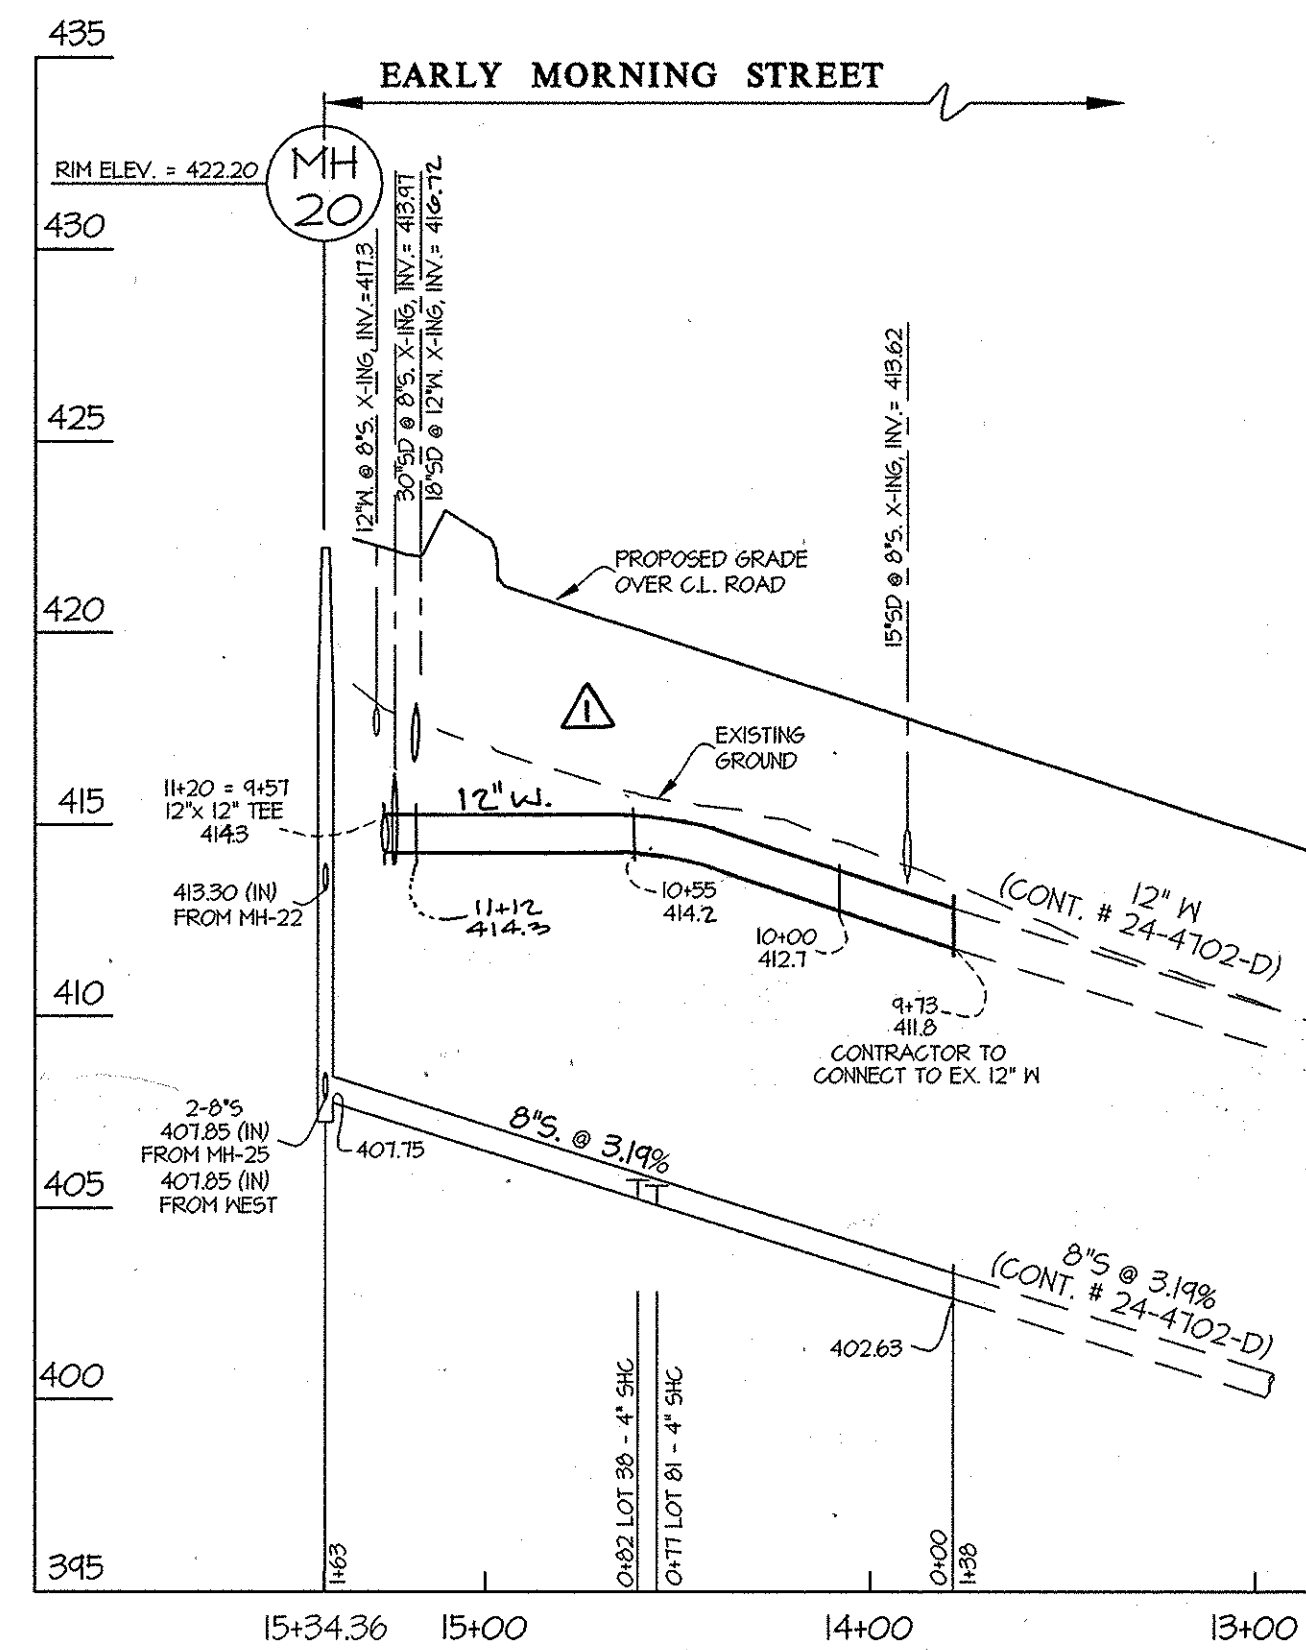 435
EARLY MORNING STREET
RIM ELEV. = 422.20
MH
20
430
12"W. @ 8"S. X-ING, INV.=417.3
30"SD @ 8"S. X-ING, INV.= 413.97
18"SD @ 12"W. X-ING, INV.= 416.72
15"SD @ 8"S. X-ING, INV.= 413.62
425
PROPOSED GRADE
OVER C.L. ROAD
420
1
EXISTING
GROUND
11+20 = 9+57
12"x 12" TEE
414.3
415
12" W.
413.30 (IN)
FROM MH-22
11+12
414.3
10+55
414.2
10+00
412.7
12" W
(CONT. # 24-4702-D)
410
9+73
411.8
CONTRACTOR TO
CONNECT TO EX. 12" W
2-8"S
407.85 (IN)
FROM MH-25
407.85 (IN)
FROM WEST
407.75
8"S. @ 3.19%
405
8"S @ 3.19%
(CONT. # 24-4702-D)
402.63
400
0+82 LOT 38 - 4" SHC
0+77 LOT 81 - 4" SHC
395
1+63
0+00
1+38
15+34.36
15+00
14+00
13+00